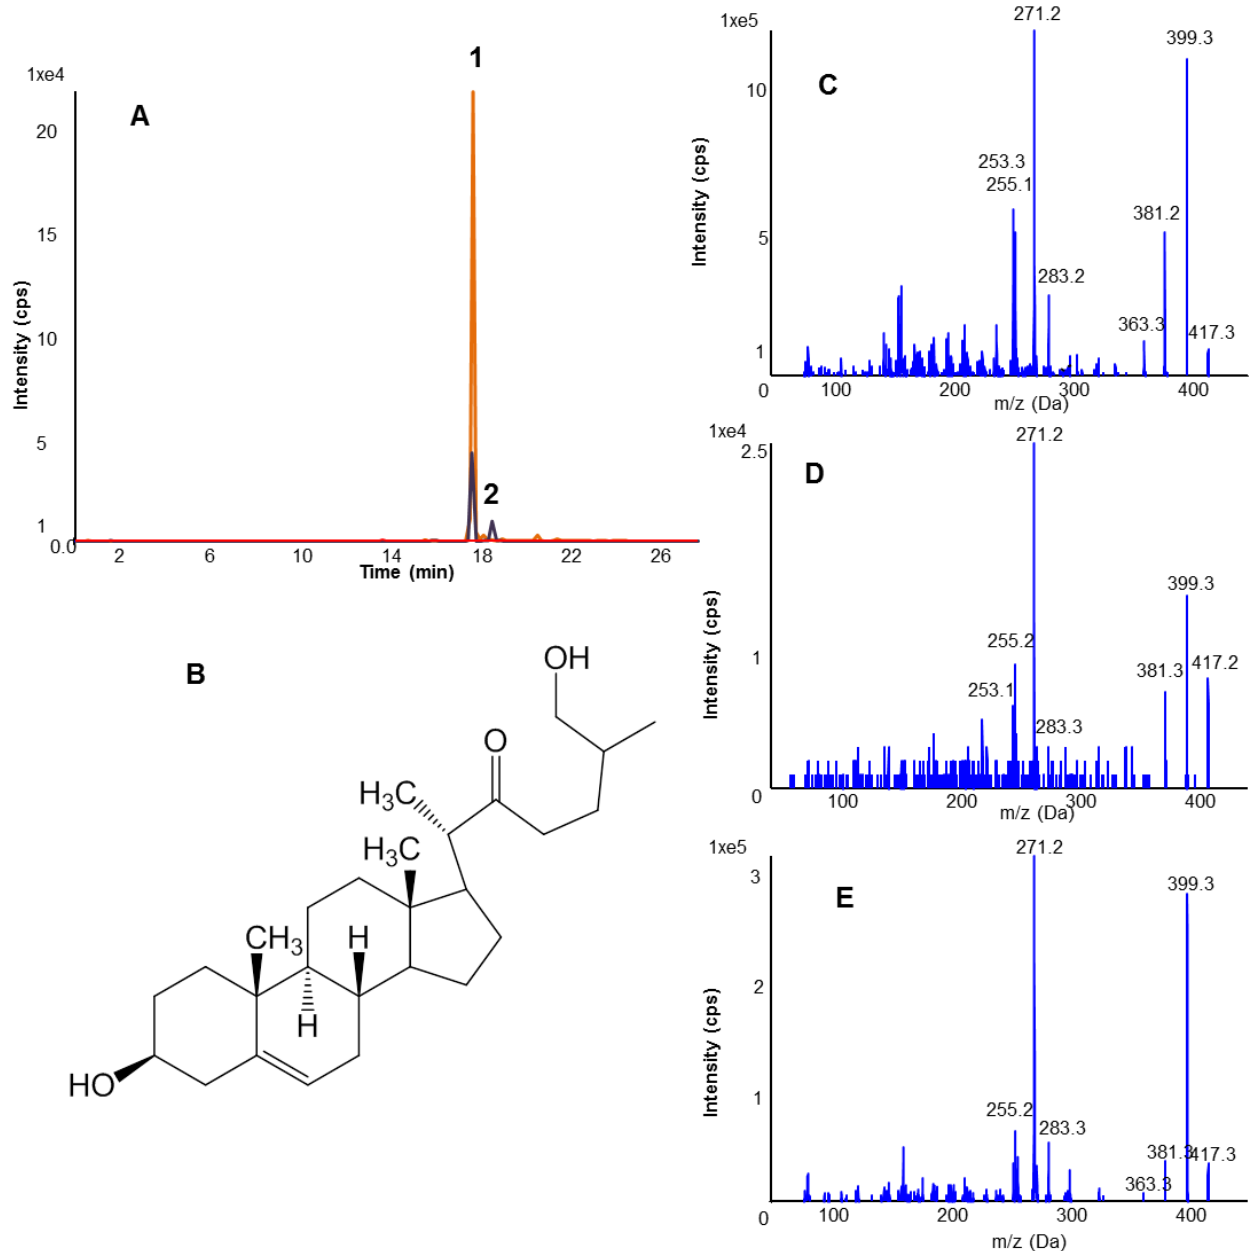 1
1xe4
A
20
15
10
5
1
0.0
2
2
6
10
14
18
22
26
Time (min)
Intensity (cps)
B
OH
O
H₃C
H₃C
CH₃
H
H
HO
1xe5
271.2
399.3
C
10
253.3
255.1
381.2
283.2
5
363.3
417.3
1
0
100
200
300
400
m/z (Da)
Intensity (cps)
1xe4
271.2
2.5
D
399.3
255.2
1
381.3
417.2
253.1
283.3
0
100
200
300
400
m/z (Da)
Intensity (cps)
1xe5
271.2
3
E
399.3
2
1
255.2
283.3
381.3
417.3
363.3
0
100
200
300
400
m/z (Da)
Intensity (cps)